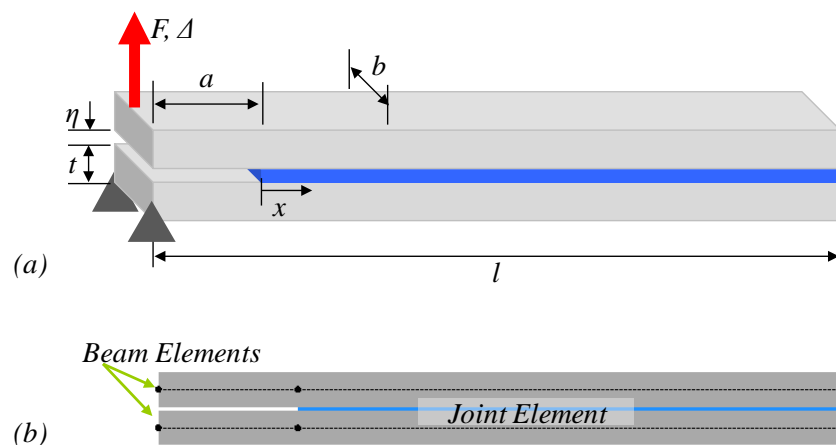 F, Δ
b
a
η
t
x
(a)
l
Beam Elements
Joint Element
(b)